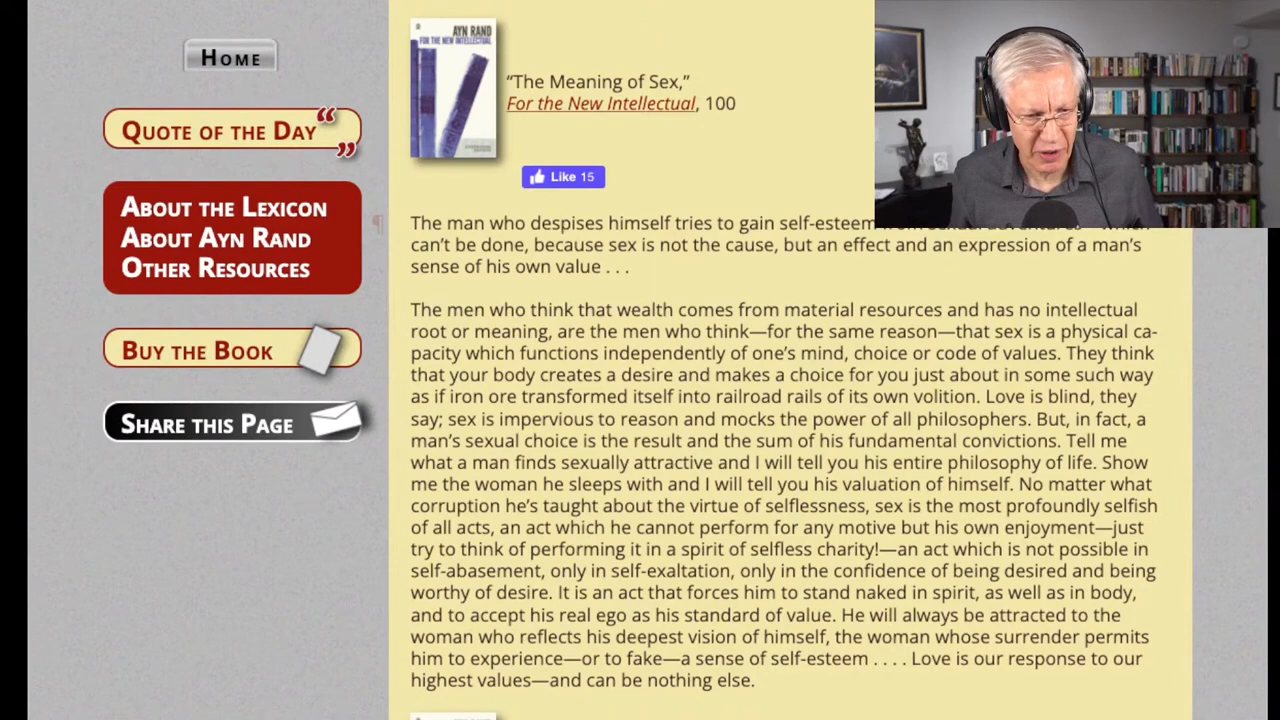 HOME
QUOTE OF THE DAY
ABOUT THE LEXICON
ABOUT AYN RAND
OTHER RESOURCES
BUY THE BOOK
SHARE THIS PAGE
AYN RAND
FOR THE NEW INTELLECTUAL
“The Meaning of Sex,”
For the New Intellectual, 100
Like 15
The man who despises himself tries to gain self-esteem
can’t be done, because sex is not the cause, but an effect and an expression of a man’s
sense of his own value . . .
The men who think that wealth comes from material resources and has no intellectual
root or meaning, are the men who think—for the same reason—that sex is a physical ca-
pacity which functions independently of one’s mind, choice or code of values. They think
that your body creates a desire and makes a choice for you just about in some such way
as if iron ore transformed itself into railroad rails of its own volition. Love is blind, they
say; sex is impervious to reason and mocks the power of all philosophers. But, in fact, a
man’s sexual choice is the result and the sum of his fundamental convictions. Tell me
what a man finds sexually attractive and I will tell you his entire philosophy of life. Show
me the woman he sleeps with and I will tell you his valuation of himself. No matter what
corruption he’s taught about the virtue of selflessness, sex is the most profoundly selfish
of all acts, an act which he cannot perform for any motive but his own enjoyment—just
try to think of performing it in a spirit of selfless charity!—an act which is not possible in
self-abasement, only in self-exaltation, only in the confidence of being desired and being
worthy of desire. It is an act that forces him to stand naked in spirit, as well as in body,
and to accept his real ego as his standard of value. He will always be attracted to the
woman who reflects his deepest vision of himself, the woman whose surrender permits
him to experience—or to fake—a sense of self-esteem . . . . Love is our response to our
highest values—and can be nothing else.